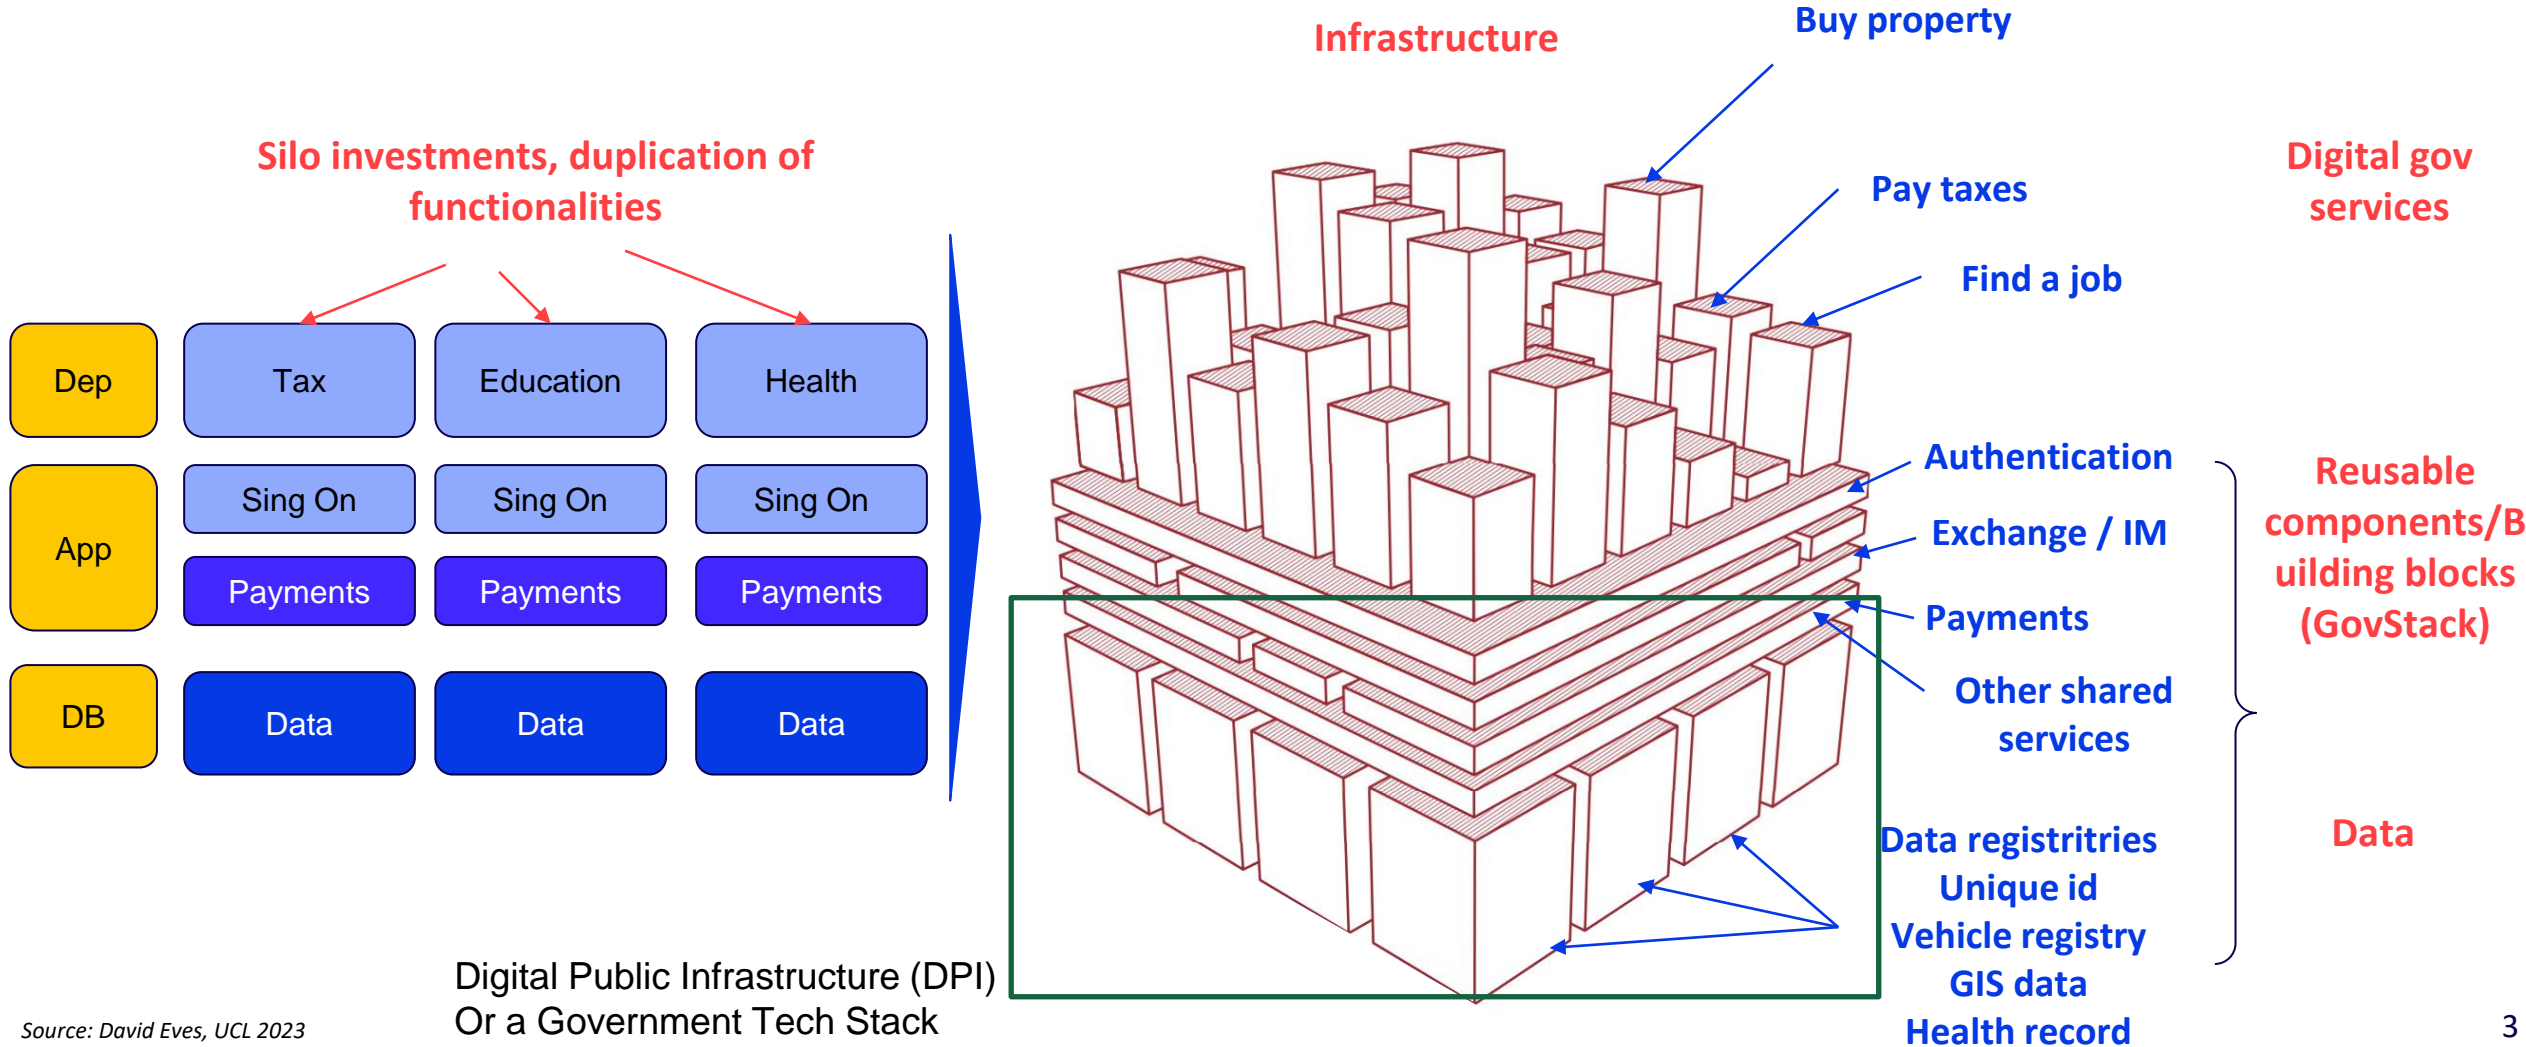 Infrastructure
Buy property
Silo investments, duplication of
functionalities
Digital gov
services
Pay taxes
Find a job
Dep
Tax
Education
Health
App
Sing On
Sing On
Sing On
Payments
Payments
Payments
DB
Data
Data
Data
Authentication
Exchange / IM
Payments
Other shared
services
Reusable
components/B
uilding blocks
(GovStack)
Data registritries
Unique id
Vehicle registry
GIS data
Health record
Data
Digital Public Infrastructure (DPI)
Or a Government Tech Stack
Source: David Eves, UCL 2023
3